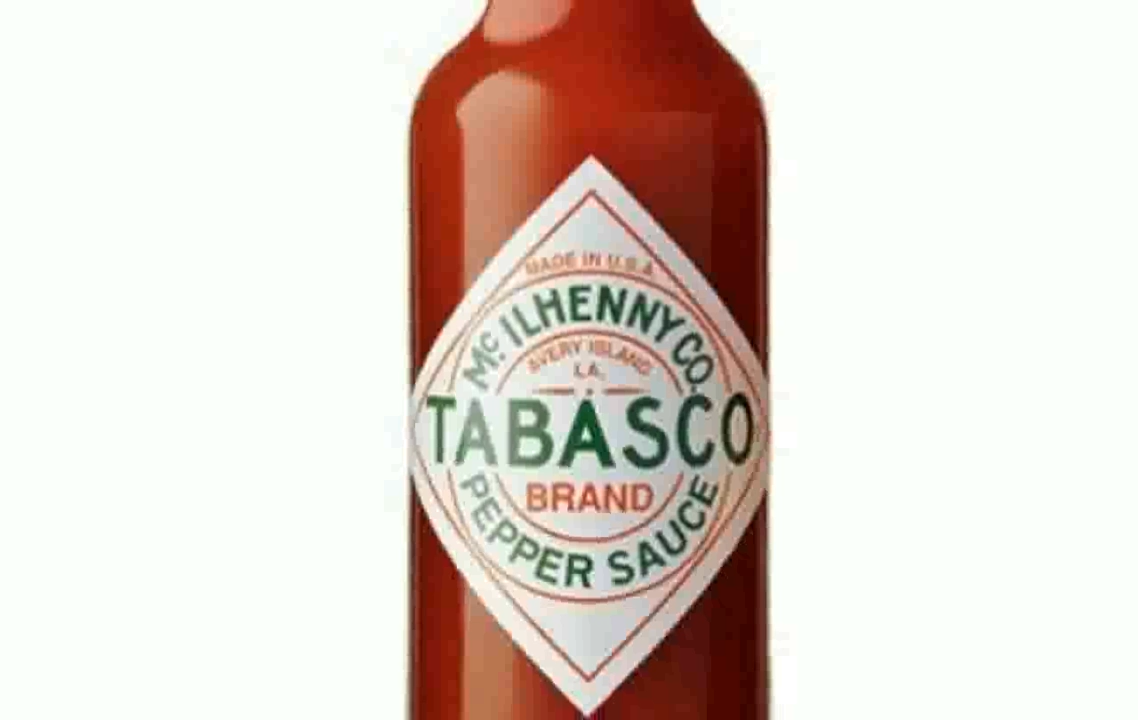 MADE IN U.S.A.
Mc. ILHENNY CO.
AVERY ISLAND
LA.
TABASCO
BRAND
PEPPER SAUCE